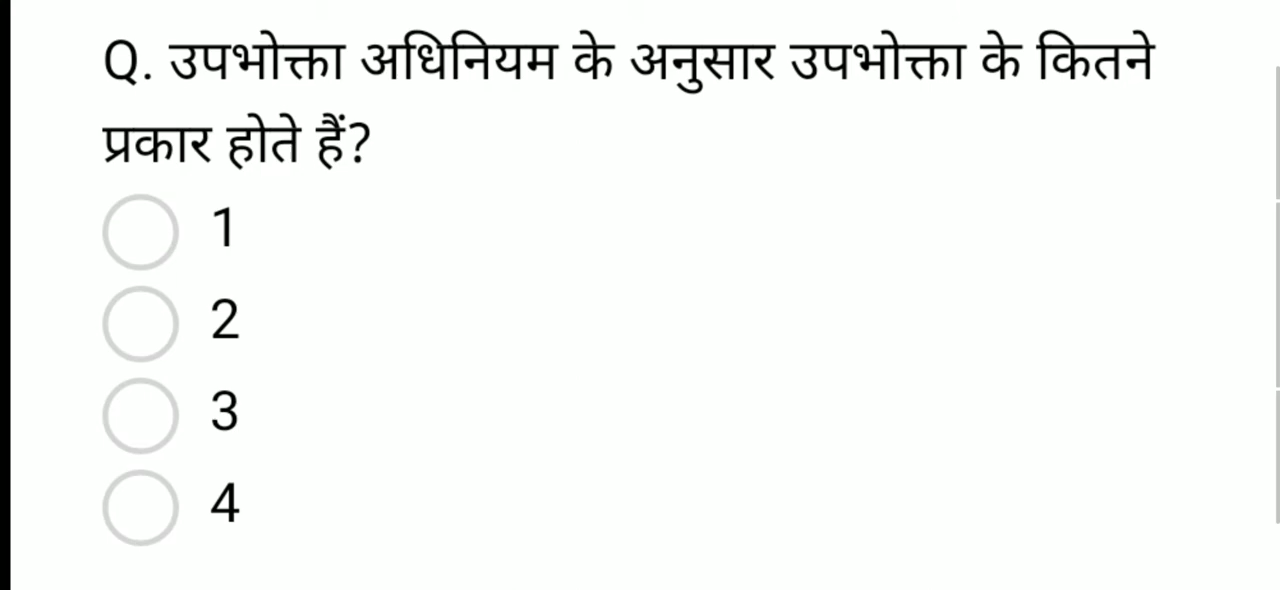 Q. उपभोक्ता अधिनियम के अनुसार उपभोक्ता के कितने
प्रकार होते हैं?
1
2
3
4